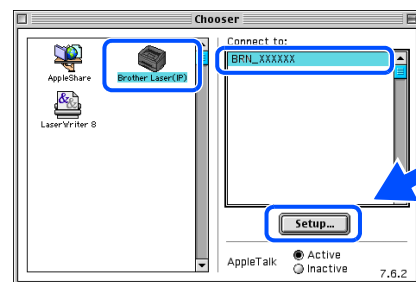 Chooser
AppleShare
Brother Laser(IP)
LaserWriter 8
Connect to:
BRN_XXXXXX
Setup...
AppleTalk
Active
Inactive
7.6.2